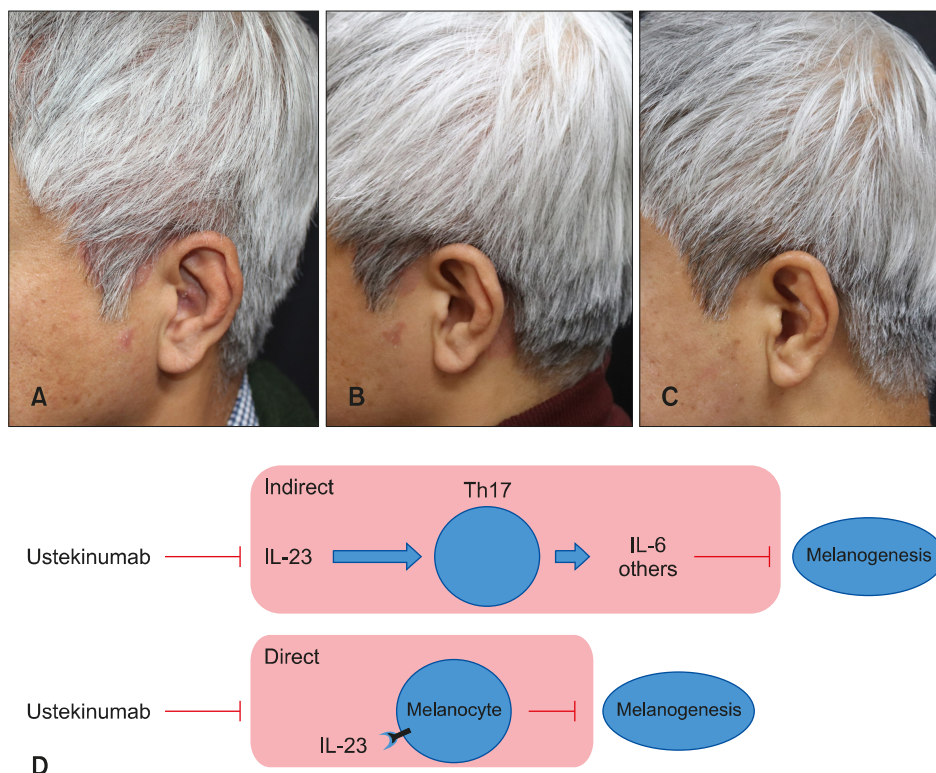 A
B
C
Indirect
Th17
Ustekinumab
IL-23
IL-6
others
Melanogenesis
Direct
Ustekinumab
IL-23
Melanocyte
Melanogenesis
D